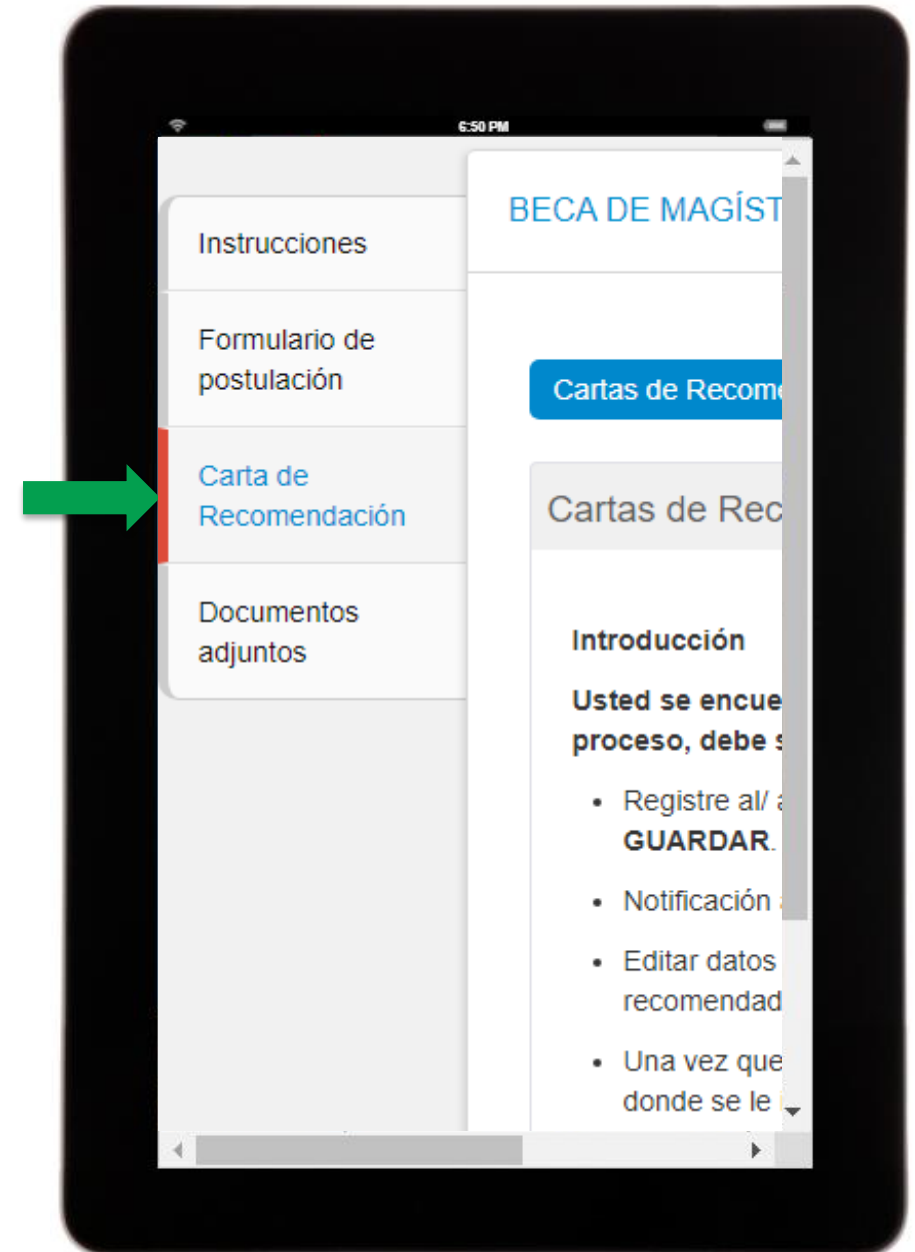 6:50 PM
Instrucciones
Formulario de
postulación
Carta de
Recomendación
Documentos
adjuntos
BECA DE MAGÍST
Cartas de Recom
Cartas de Rec
Introducción
Usted se encue
proceso, debe s
Registre al/ a
GUARDAR.
Notificación
Editar datos
recomendad
Una vez que
donde se le